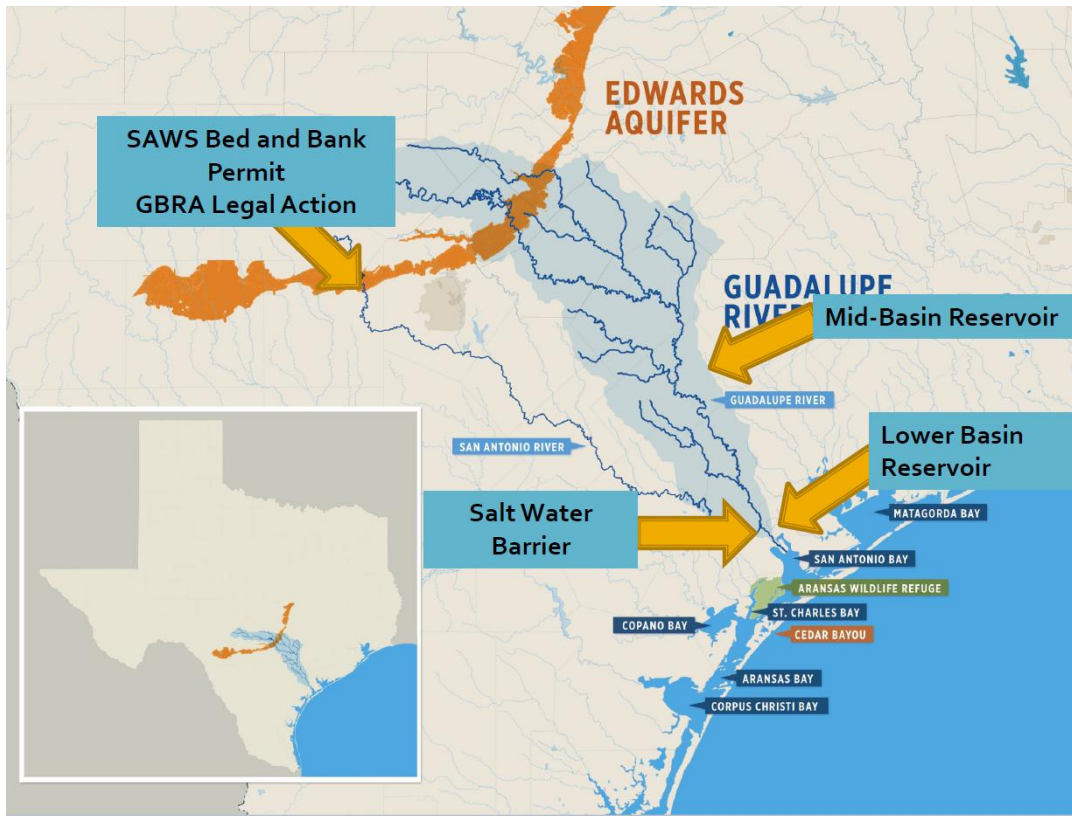 EDWARDS
AQUIFER
SAWS Bed and Bank
Permit
GBRA Legal Action
GUADALUPE
RIVER
Mid-Basin Reservoir
GUADALUPE RIVER
SAN ANTONIO RIVER
Lower Basin
Reservoir
Salt Water
Barrier
MATAGORDA BAY
SAN ANTONIO BAY
ARANSAS WILDLIFE REFUGE
ST. CHARLES BAY
COPANO BAY
CEDAR BAYOU
ARANSAS BAY
CORPUS CHRISTI BAY